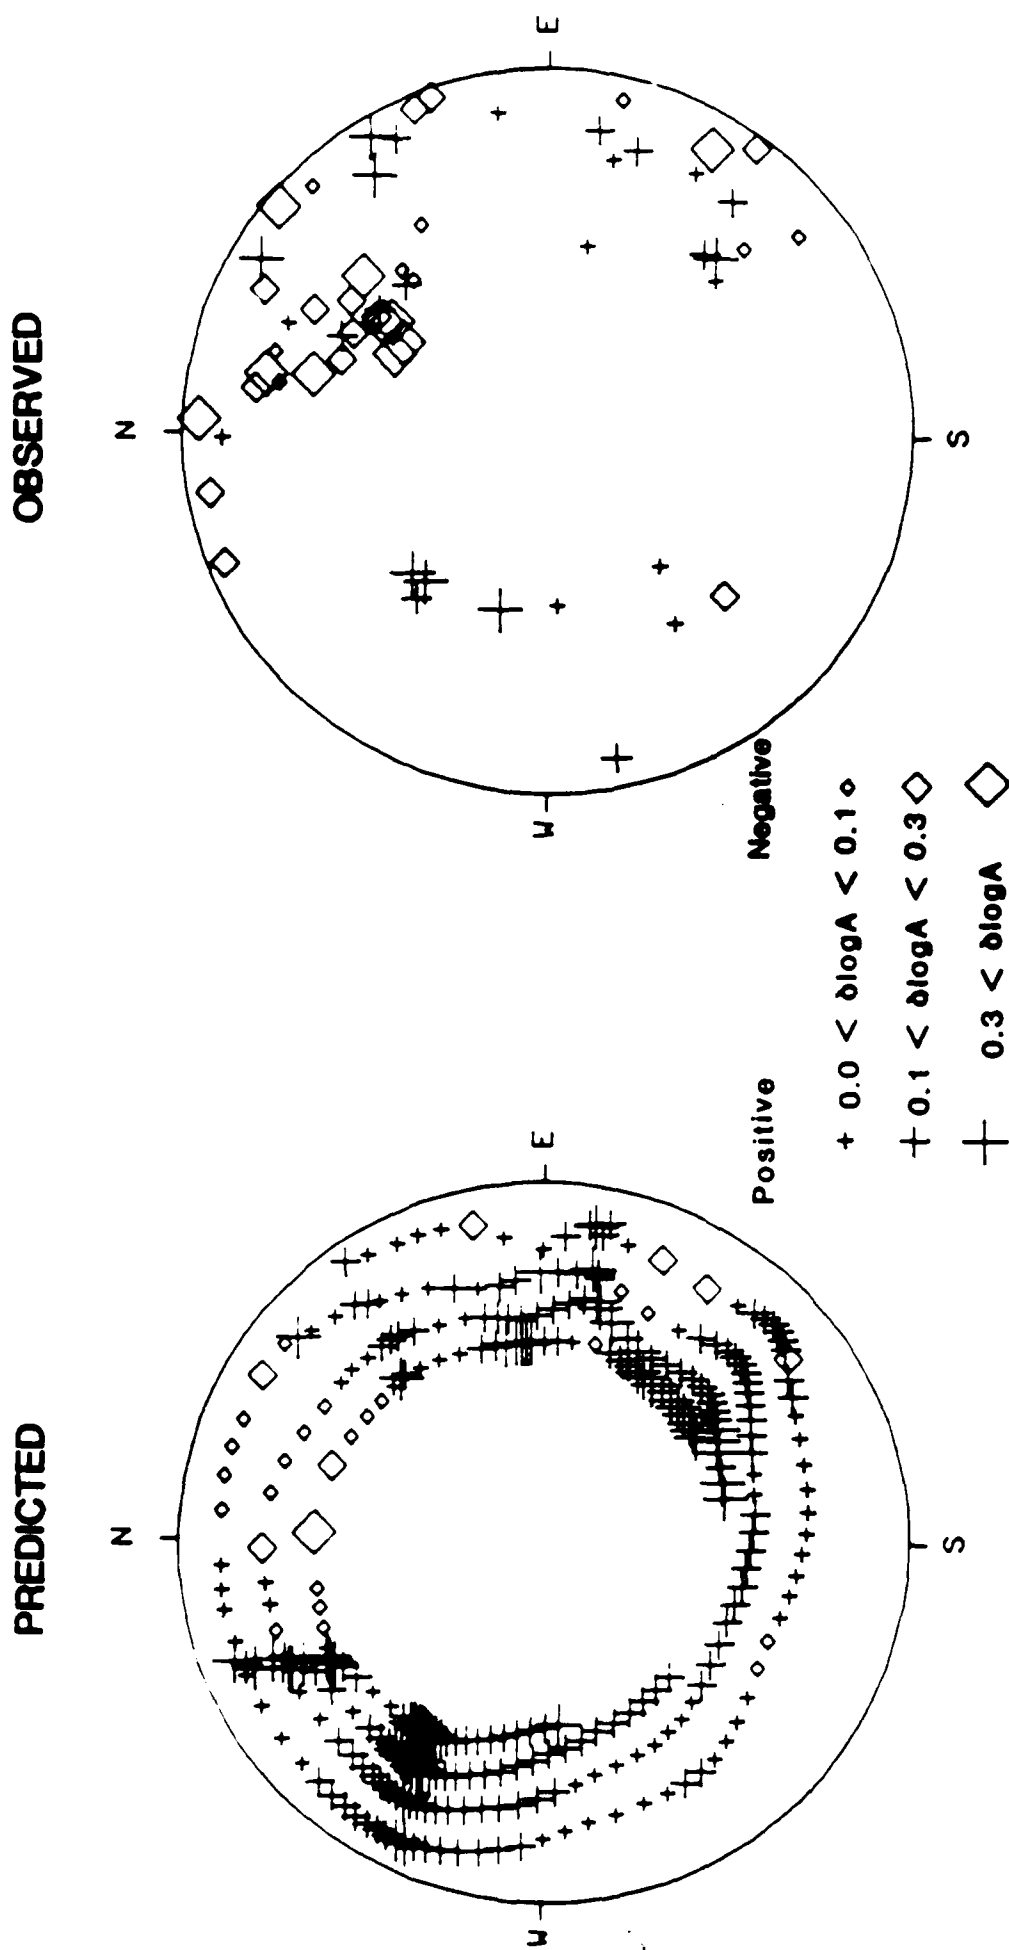 PREDICTED
N
E
S
W
OBSERVED
N
E
S
W
Positive
Negative
0.0 < δlogA < 0.1
0.1 < δlogA < 0.3
0.3 < δlogA